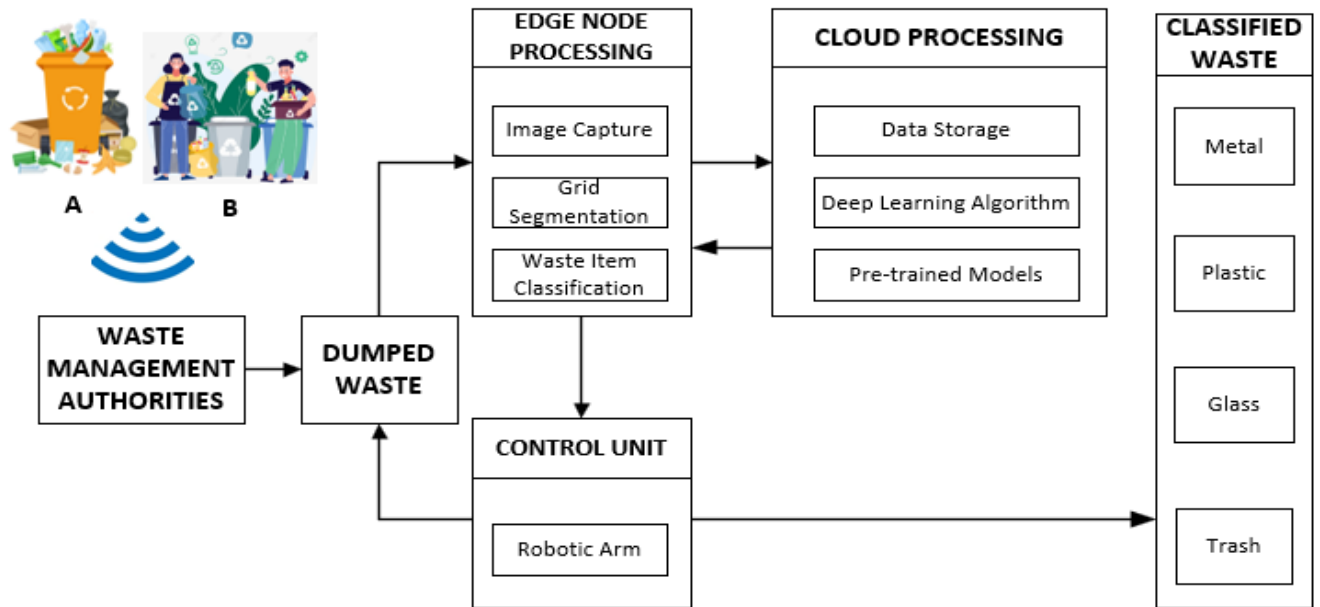 A
B
WASTE
MANAGEMENT
AUTHORITIES
DUMPED
WASTE
EDGE NODE
PROCESSING
Image Capture
Grid
Segmentation
Waste Item
Classification
CLOUD PROCESSING
Data Storage
Deep Learning Algorithm
Pre-trained Models
CONTROL UNIT
Robotic Arm
CLASSIFIED
WASTE
Metal
Plastic
Glass
Trash